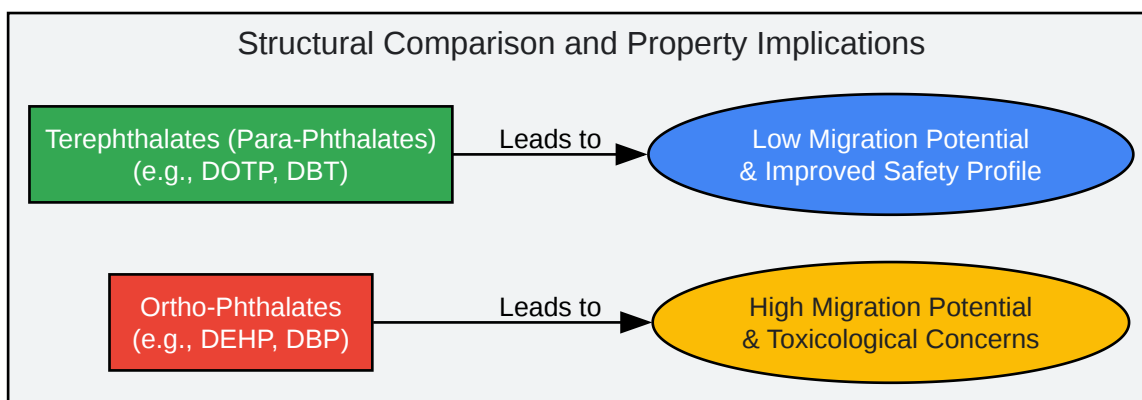 Structural Comparison and Property Implications
Terephthalates (Para-Phthalates)
(e.g., DOTP, DBT)
Leads to
Low Migration Potential
& Improved Safety Profile
Ortho-Phthalates
(e.g., DEHP, DBP)
Leads to
High Migration Potential
& Toxicological Concerns